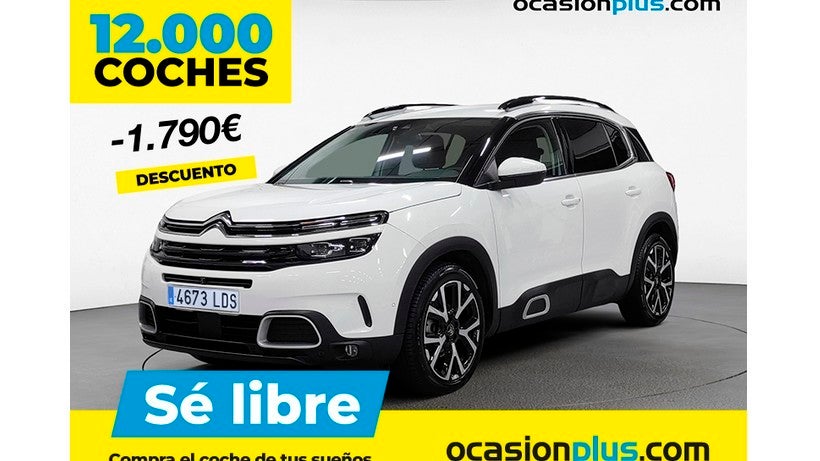 ocasionplus.com
12.000
COCHES
-1.790€
DESCUENTO
4673 LDS
Sé libre
Compra el coche de tus sueños
ocasionplus.com